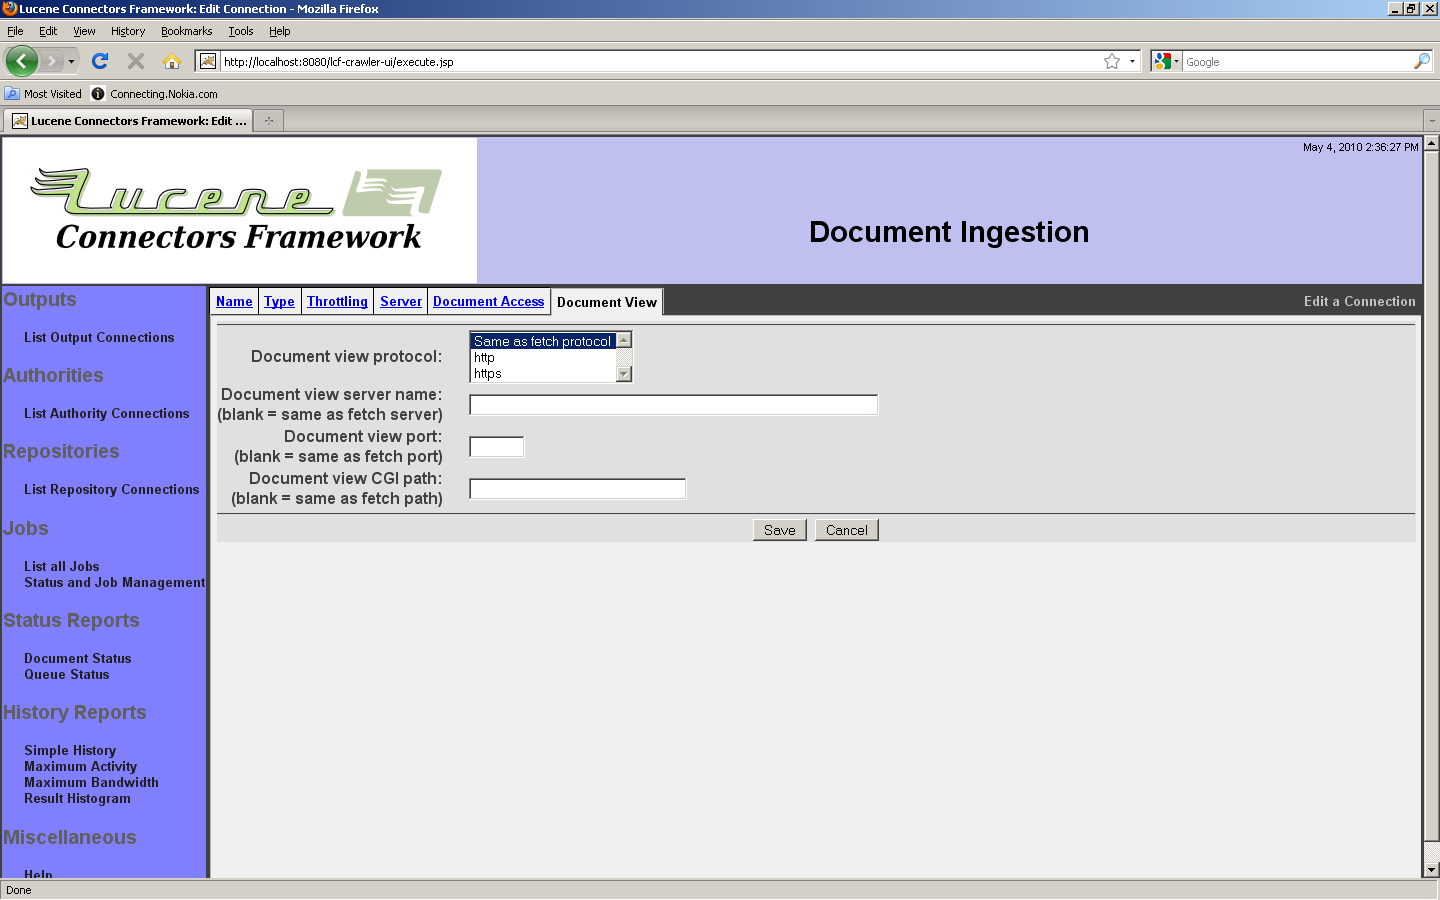 Lucene Connectors Framework: Edit Connection - Mozilla Firefox
File Edit View History Bookmarks Tools Help
http://localhost:8080/lcf-crawler-ui/execute.jsp
Google
Most Visited Connecting.Nokia.com
Lucene Connectors Framework: Edit ...
May 4, 2010 2:36:27 PM
Lucene
Connectors Framework
Document Ingestion
Outputs
List Output Connections
Authorities
List Authority Connections
Repositories
List Repository Connections
Jobs
List all Jobs
Status and Job Management
Status Reports
Document Status
Queue Status
History Reports
Simple History
Maximum Activity
Maximum Bandwidth
Result Histogram
Miscellaneous
Help
Name Type Throttling Server Document Access Document View
Edit a Connection
Document view protocol:
Same as fetch protocol
http
https
Document view server name:
(blank = same as fetch server)
Document view port:
(blank = same as fetch port)
Document view CGI path:
(blank = same as fetch path)
Save Cancel
Done